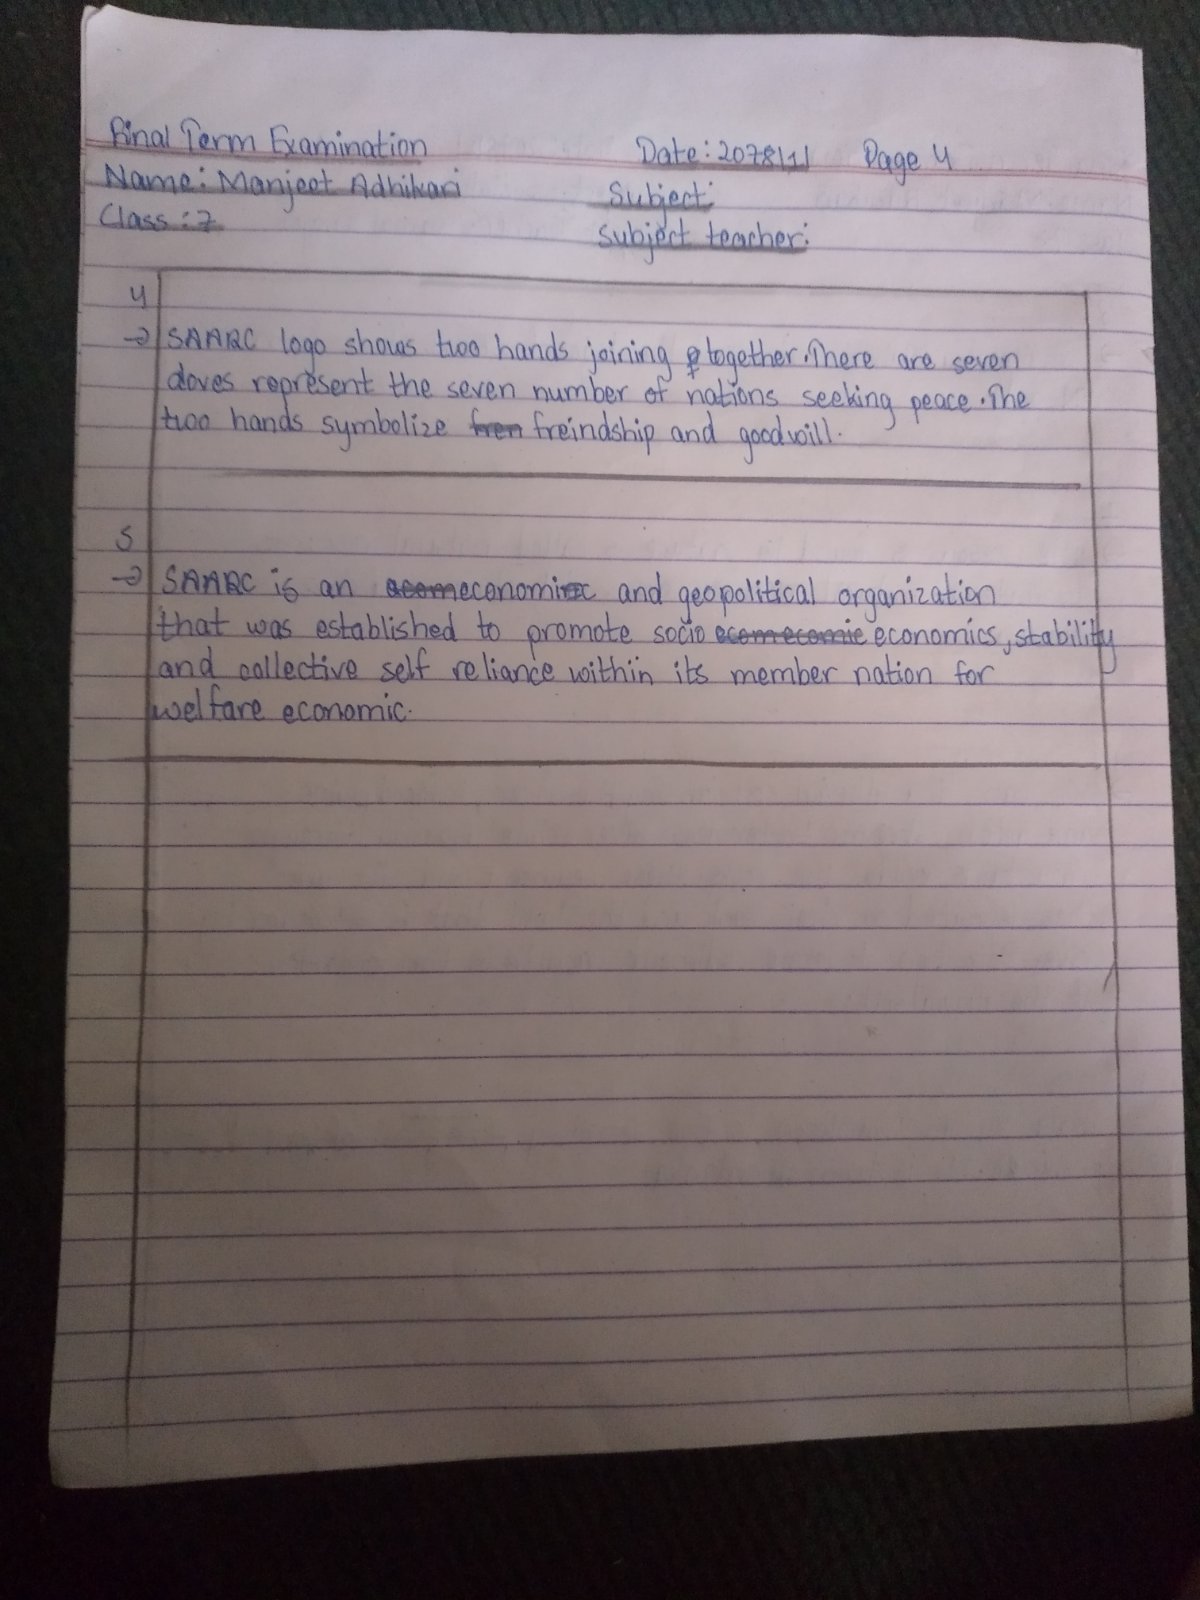 Final Term Examination Date: 2078/1/1 Page 4
Name: Manjeet Adhikari Subject:
Class: 7 Subject teacher:
4
→ SAARC logo shows two hands joining together. There are seven
doves represent the seven number of nations seeking peace. The
two hands symbolize freindship and goodwill.
5
→ SAARC is an economic and geopolitical organization
that was established to promote socio economics, stability
and collective self reliance within its member nation for
welfare economic.